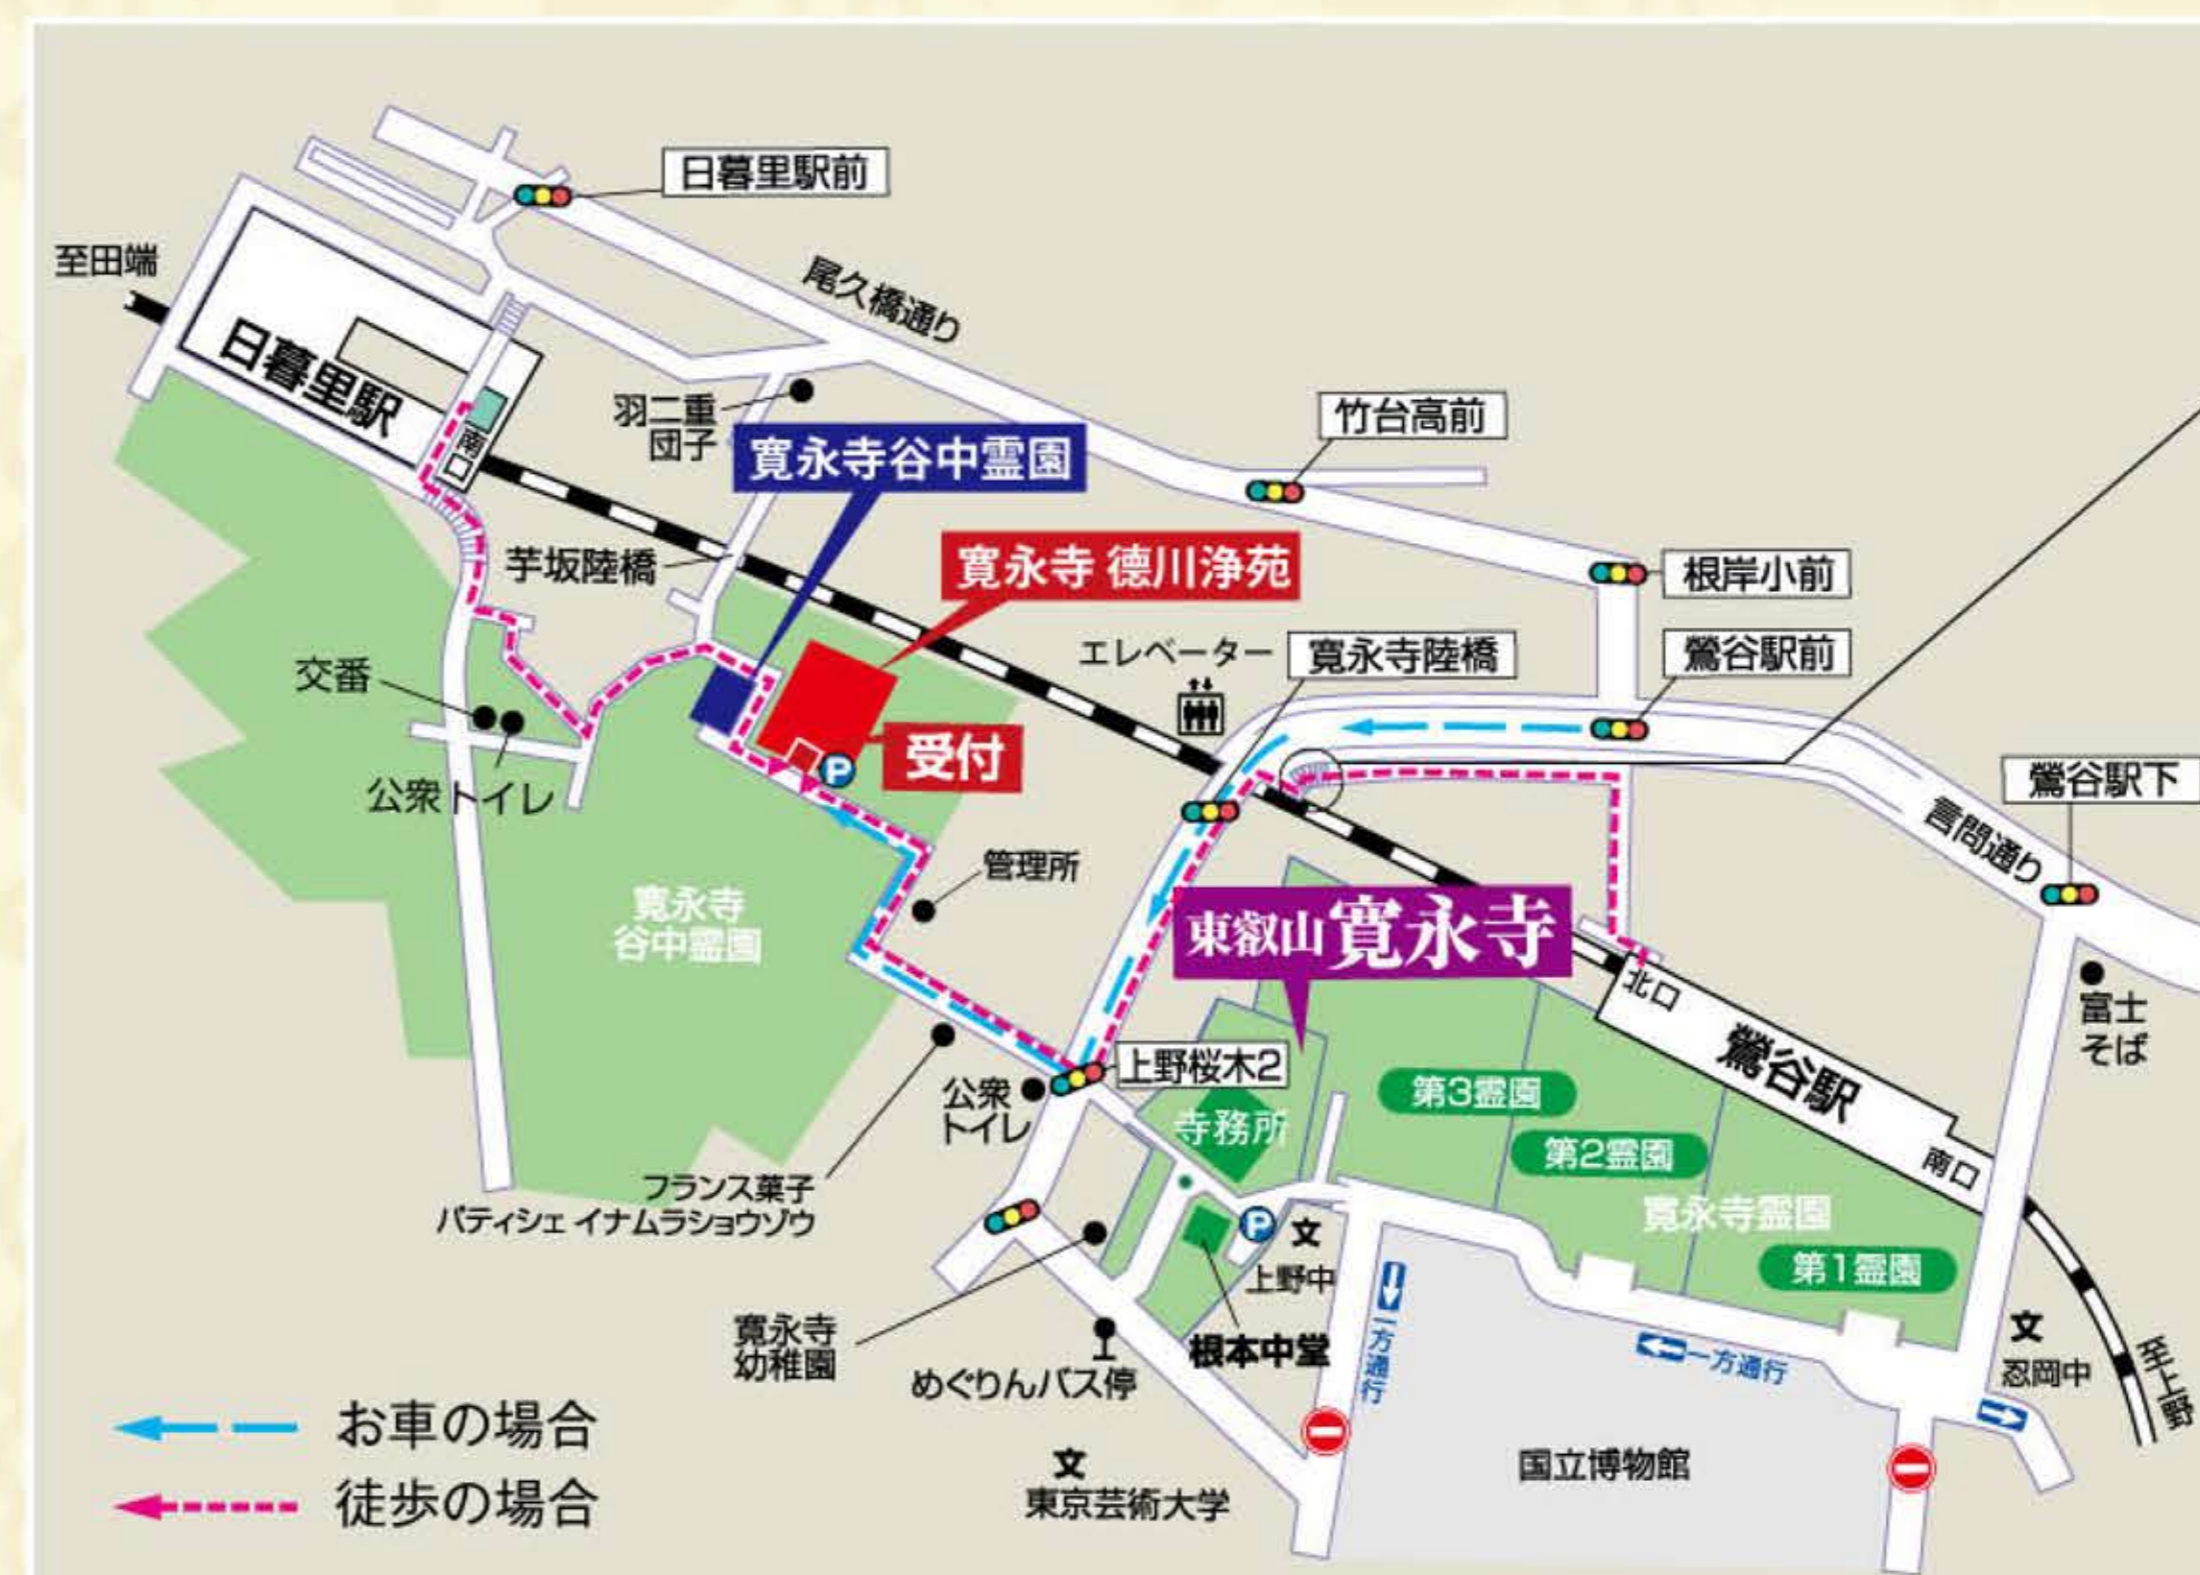 日暮里駅前
至田端
尾久橋通り
日暮里駅
南口
羽二重
団子
竹台高前
寛永寺谷中霊園
寛永寺 德川浄苑
芋坂陸橋
根岸小前
エレベーター
寛永寺陸橋
鶯谷駅前
交番
受付
P
鶯谷駅下
公衆トイレ
言問通り
管理所
寛永寺
谷中霊園
東叡山 寛永寺
北口
鶯谷駅
南口
富士
そば
上野桜木2
公衆
トイレ
寺務所
第3霊園
第2霊園
寛永寺霊園
第1霊園
フランス菓子
パティシェ イナムラショウゾウ
P
文
上野中
寛永寺
幼稚園
めぐりんバス停
根本中堂
一方通行
一方通行
文
忍岡中
至上野
お車の場合
徒歩の場合
文
東京芸術大学
国立博物館